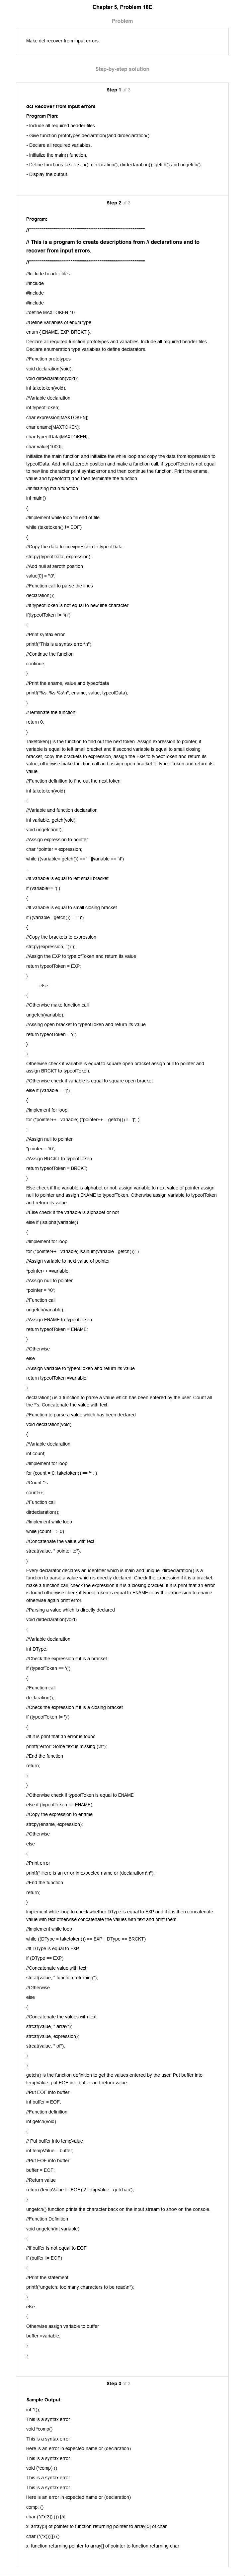 Chapter 5, Problem 18E
Problem
Make dcl recover from input errors.
Step-by-step solution
Step 1 of 3
dcl Recover from Input errors
Program Plan:
• Include all required header files.
• Give function prototypes declaration()and dirdeclaration().
• Declare all required variables.
• Initialize the main() function.
• Define functions taketoken(), declaration(), dirdeclaration(), getch() and ungetch().
• Display the output.
Step 2 of 3
Program:
// This is a program to create descriptions from // declarations and to
recover from input errors.
//Include header files
#include
#include
#include
#define MAXTOKEN 10
//Define variables of enum type
enum { ENAME, EXP, BRCKT };
Declare all required function prototypes and variables. Include all required header files.
Declare enumeration type variables to define declarators.
//Function prototypes
void declaration(void);
void dirdeclaration(void);
int taketoken(void);
//Variable declaration
int typeofToken;
char expression[MAXTOKEN];
char ename[MAXTOKEN];
char typeofData[MAXTOKEN];
char value[1000];
Initialize the main function and initialize the while loop and copy the data from expression to
typeofData. Add null at zeroth position and make a function call, if typeofToken is not equal
to new line character print syntax error and then continue the function. Print the ename,
value and typeofdata and then terminate the function.
//Initiliazing main function
int main()
{
//Implement while loop till end of file
while (taketoken() != EOF)
{
//Copy the data from expression to typeofData
strcpy(typeofData, expression);
//Add null at zeroth position
value[0] = '\0';
//Function call to parse the lines
declaration();
//If typeofToken is not equal to new line character
if(typeofToken != '\n')
{
//Print syntax error
printf("This is a syntax error\n");
//Continue the function
continue;
}
//Print the ename, value and typeofdata
printf("%s: %s %s\n", ename, value, typeofData);
}
//Terminate the function
return 0;
}
Taketoken() is the function to find out the next token. Assign expression to pointer, if
variable is equal to left small bracket and if second variable is equal to small closing
bracket, copy the brackets to expression, assign the EXP to typeofToken and return its
value; otherwise make function call and assign open bracket to typeofToken and return its
value.
//Function definition to find out the next token
int taketoken(void)
{
//Variable and function declaration
int variable, getch(void);
void ungetch(int);
//Assign expression to pointer
char *pointer = expression;
while ((variable= getch()) == ' ' ||variable == '\t')
;
//If variable is equal to left small bracket
if (variable== '(')
{
//If variable is equal to small closing bracket
if ((variable= getch()) == ')')
{
//Copy the brackets to expression
strcpy(expression, "()");
//Assign the EXP to type ofToken and return its value
return typeofToken = EXP;
}
else
{
//Otherwise make function call
ungetch(variable);
//Assing open bracket to typeofToken and return its value
return typeofToken = '(';
}
}
Otherwise check if variable is equal to square open bracket assign null to pointer and
assign BRCKT to typeofToken.
//Otherwise check if variable is equal to square open bracket
else if (variable== '[')
{
//Implement for loop
for (*pointer++ =variable; (*pointer++ = getch()) != ']'; )
;
//Assign null to pointer
*pointer = '\0';
//Assign BRCKT to typeofToken
return typeofToken = BRCKT;
}
Else check if the variable is alphabet or not, assign variable to next value of pointer assign
null to pointer and assign ENAME to typeofToken. Otherwise assign variable to typeofToken
and return its value
//Else check if the variable is alphabet or not
else if (isalpha(variable))
{
//Implement for loop
for (*pointer++ =variable; isalnum(variable= getch()); )
//Assign variable to next value of pointer
*pointer++ =variable;
//Assign null to pointer
*pointer = '\0';
//Function call
ungetch(variable);
//Assign ENAME to typeofToken
return typeofToken = ENAME;
}
//Otherwise
else
//Assign variable to typeofToken and return its value
return typeofToken =variable;
}
declaration() is a function to parse a value which has been entered by the user. Count all
the *'s. Concatenate the value with text.
//Function to parse a value which has been declared
void declaration(void)
{
//Variable declaration
int count;
//Implement for loop
for (count = 0; taketoken() == '*'; )
//Count *'s
count++;
//Function call
dirdeclaration();
//Implement while loop
while (count-- > 0)
//Concatenate the value with text
strcat(value, " pointer to");
}
Every declarator declares an identifier which is main and unique. dirdeclaration() is a
function to parse a value which is directly declared. Check the expression if it is a bracket,
make a function call, check the expression if it is a closing bracket, if it is print that an error
is found otherwise check if typeofToken is equal to ENAME copy the expression to ename
otherwise again print error
//Parsing a value which is directly declared
void dirdeclaration(void)
{
//Variable declaration
int DType;
//Check the expression if it is a bracket
if (typeofToken == '(')
{
//Function call
declaration();
//Check the expression if it is a closing bracket
if (typeofToken != ')')
{
//If it is print that an error is found
printf("error: Some text is missing )\n");
//End the function
return;
}
}
//Otherwise check if typeofToken is equal to ENAME
else if (typeofToken == ENAME)
//Copy the expression to ename
strcpy(ename, expression);
//Otherwise
else
{
//Print error
printf(" Here is an error in expected name or (declaration)\n");
//End the function
return;
}
Implement while loop to check whether DType is equal to EXP and if it is then concatenate
value with text otherwise concatenate the values with text and print them.
//Implement while loop
while ((DType = taketoken()) == EXP || DType == BRCKT)
//If DType is equal to EXP
if (DType == EXP)
//Concatenate value with text
strcat(value, " function returning");
//Otherwise
else
{
//Concatenate the values with text
strcat(value, " array");
strcat(value, expression);
strcat(value, " of");
}
}
getch() is the function definition to get the values entered by the user. Put buffer into
tempValue, put EOF into buffer and return value.
//Put EOF into buffer
int buffer = EOF;
//Function definition
int getch(void)
{
// Put buffer into tempValue
int tempValue = buffer;
//Put EOF into buffer
buffer = EOF;
//Return value
return (tempValue != EOF) ? tempValue : getchar();
}
ungetch() function prints the character back on the input stream to show on the console.
//Function Definition
void ungetch(int variable)
{
//If buffer is not equal to EOF
if (buffer != EOF)
{
//Print the statement
printf("ungetch: too many characters to be read\n");
}
else
{
Otherwise assign variable to buffer
buffer =variable;
}
}
Step 3 of 3
Sample Output:
int *f();
This is a syntax error
void *comp()
This is a syntax error
Here is an error in expected name or (declaration)
This is a syntax error
void (*comp) ()
This is a syntax error
This is a syntax error
Here is an error in expected name or (declaration)
comp: ()
char (*(*x[3]) ()) [5]
x: array[3] of pointer to function returning pointer to array[5] of char
char (*(*x())[]) ()
x: function returning pointer to array[] of pointer to function returning char